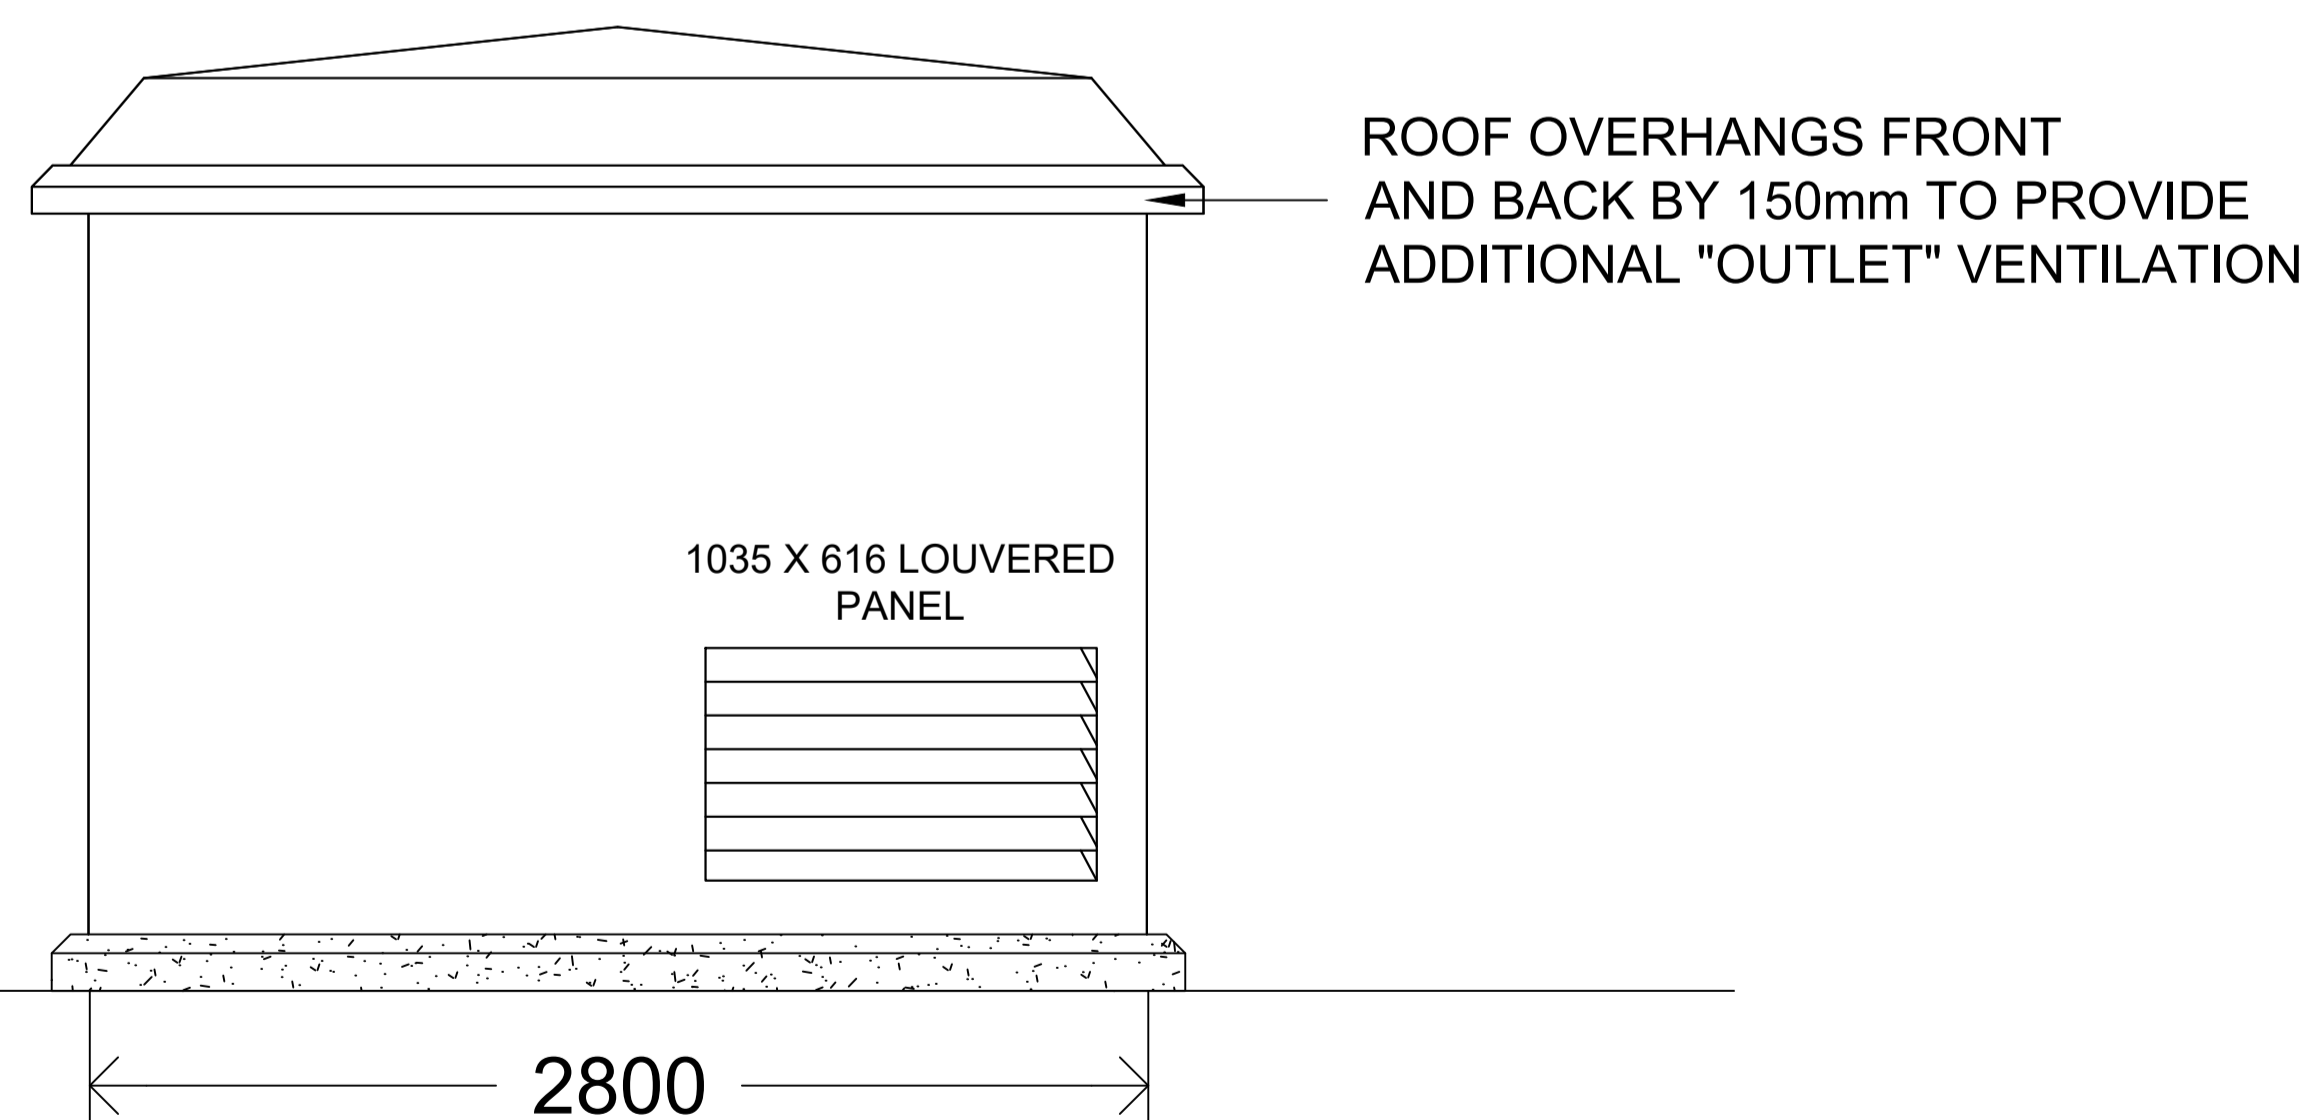 ROOF OVERHANGS FRONT
AND BACK BY 150mm TO PROVIDE
ADDITIONAL "OUTLET" VENTILATION
1035 X 616 LOUVERED
PANEL
2800